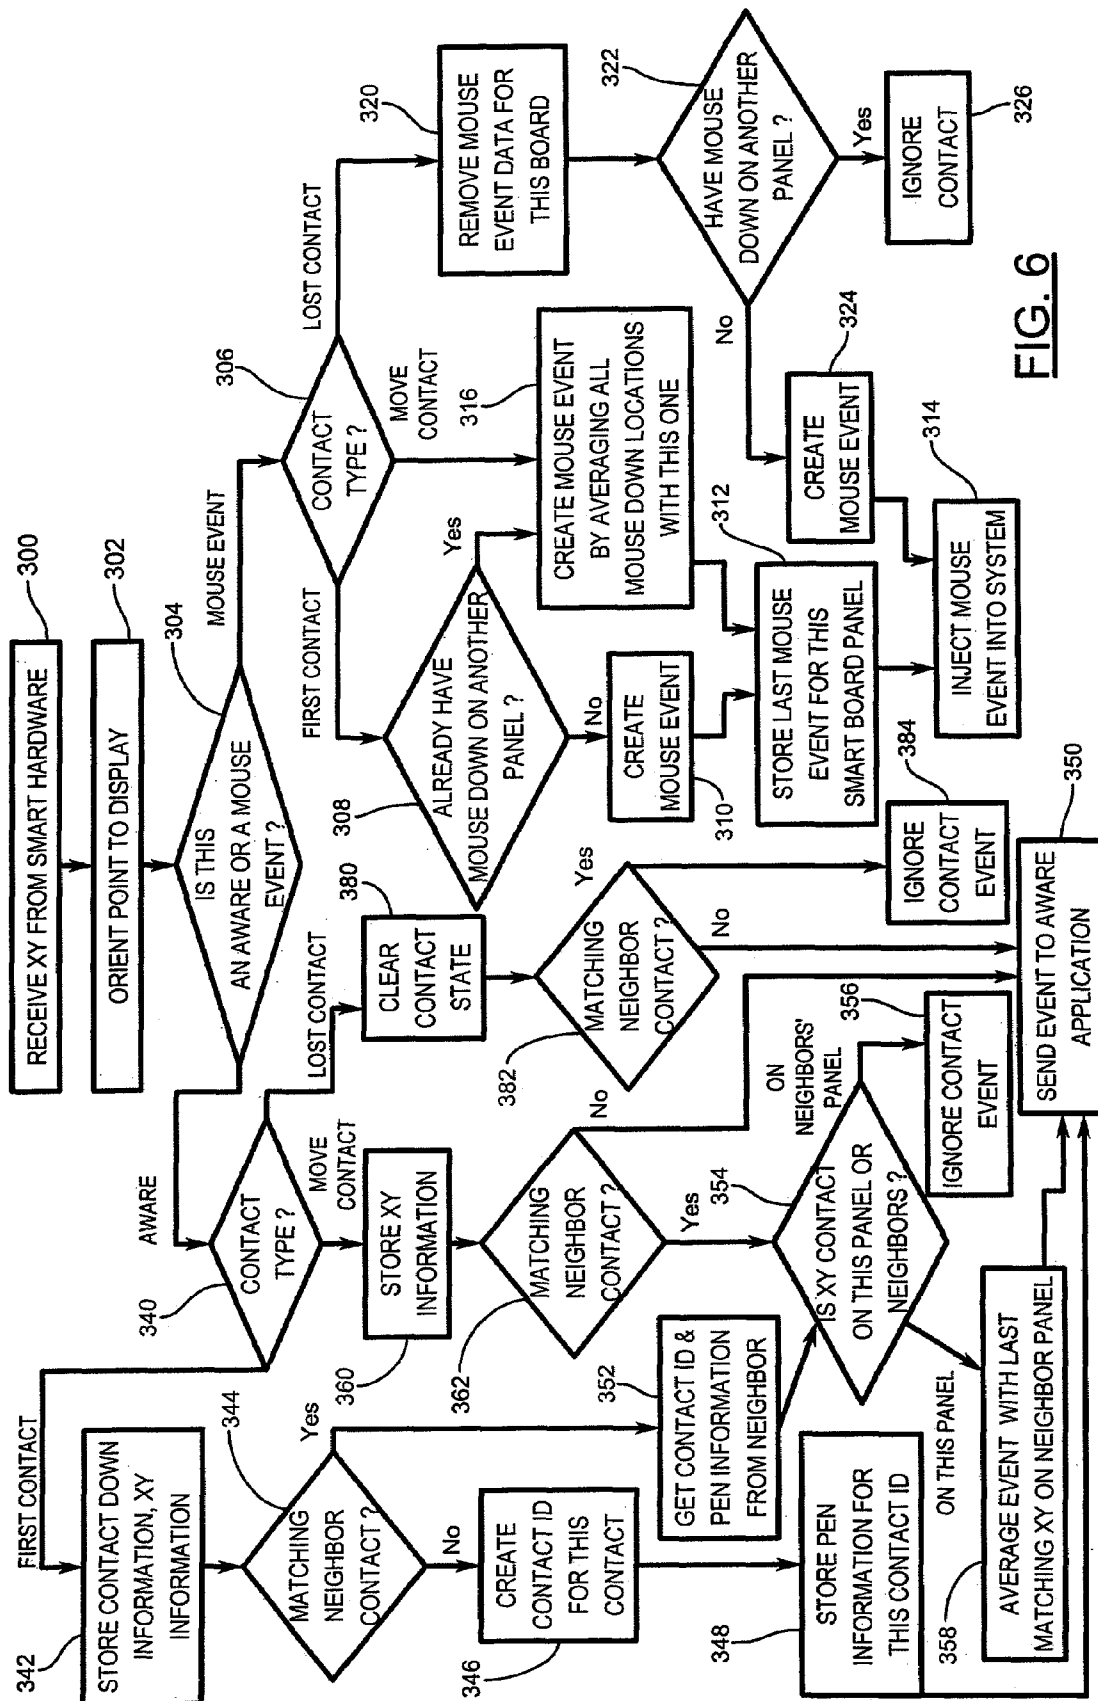 RECEIVE XY FROM SMART HARDWARE
300
ORIENT POINT TO DISPLAY
302
IS THIS
AN AWARE OR A MOUSE
EVENT ?
304
AWARE
MOUSE EVENT
CONTACT
TYPE ?
306
FIRST CONTACT
MOVE
CONTACT
LOST CONTACT
ALREADY HAVE
MOUSE DOWN ON ANOTHER
PANEL ?
308
Yes
No
CREATE
MOUSE EVENT
310
CREATE MOUSE EVENT
BY AVERAGING ALL
MOUSE DOWN LOCATIONS
WITH THIS ONE
316
STORE LAST MOUSE
EVENT FOR THIS
SMART BOARD PANEL
312
INJECT MOUSE
EVENT INTO SYSTEM
314
REMOVE MOUSE
EVENT DATA FOR
THIS BOARD
320
HAVE MOUSE
DOWN ON ANOTHER
PANEL ?
322
No
Yes
CREATE
MOUSE EVENT
324
IGNORE
CONTACT
326
CONTACT
TYPE ?
340
FIRST CONTACT
MOVE
CONTACT
LOST CONTACT
STORE CONTACT DOWN
INFORMATION, XY
INFORMATION
342
MATCHING
NEIGHBOR
CONTACT ?
344
Yes
No
CREATE
CONTACT ID
FOR THIS
CONTACT
346
STORE PEN
INFORMATION FOR
THIS CONTACT ID
348
GET CONTACT ID &
PEN INFORMATION
FROM NEIGHBOR
352
STORE XY
INFORMATION
360
MATCHING
NEIGHBOR
CONTACT ?
362
No
Yes
IS XY CONTACT
ON THIS PANEL OR
NEIGHBORS ?
354
ON THIS PANEL
ON
NEIGHBORS'
PANEL
IGNORE CONTACT
EVENT
356
AVERAGE EVENT WITH LAST
MATCHING XY ON NEIGHBOR PANEL
358
CLEAR
CONTACT
STATE
380
MATCHING
NEIGHBOR
CONTACT ?
382
Yes
No
IGNORE
CONTACT
EVENT
384
SEND EVENT TO AWARE
APPLICATION
350
FIG. 6